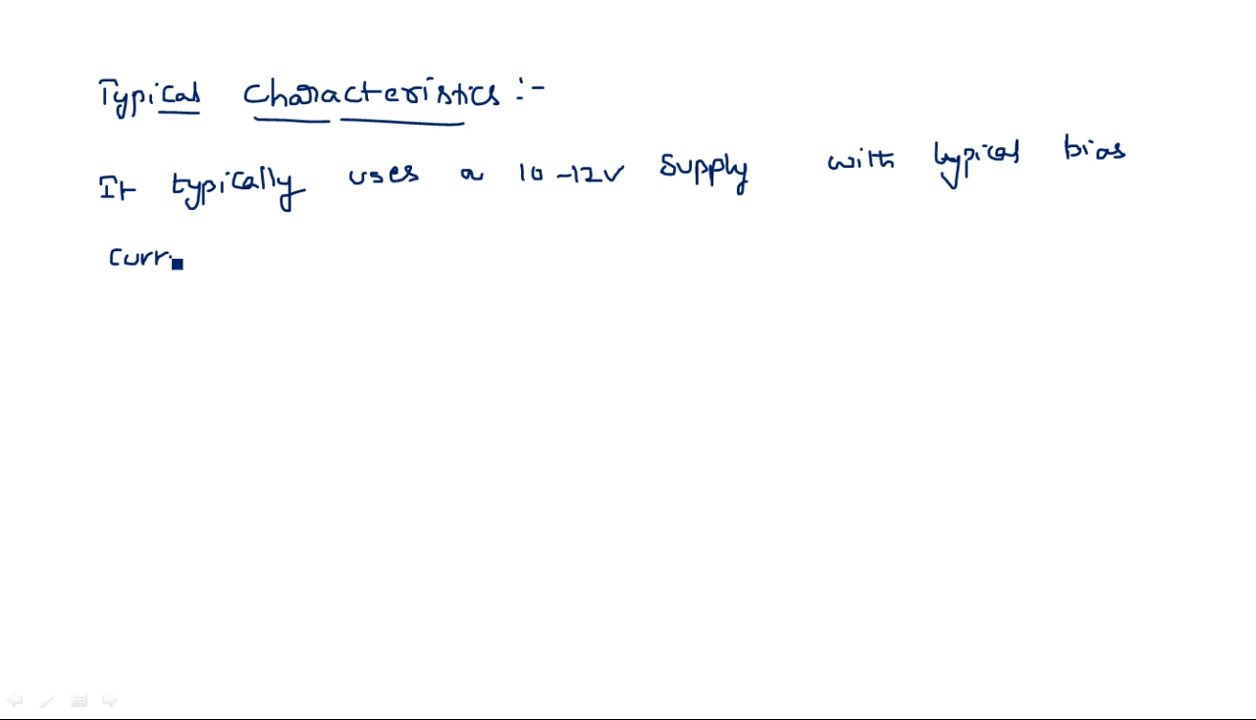 Typical characteristics :-
It typically uses a 10-12V supply with typical bias
curr